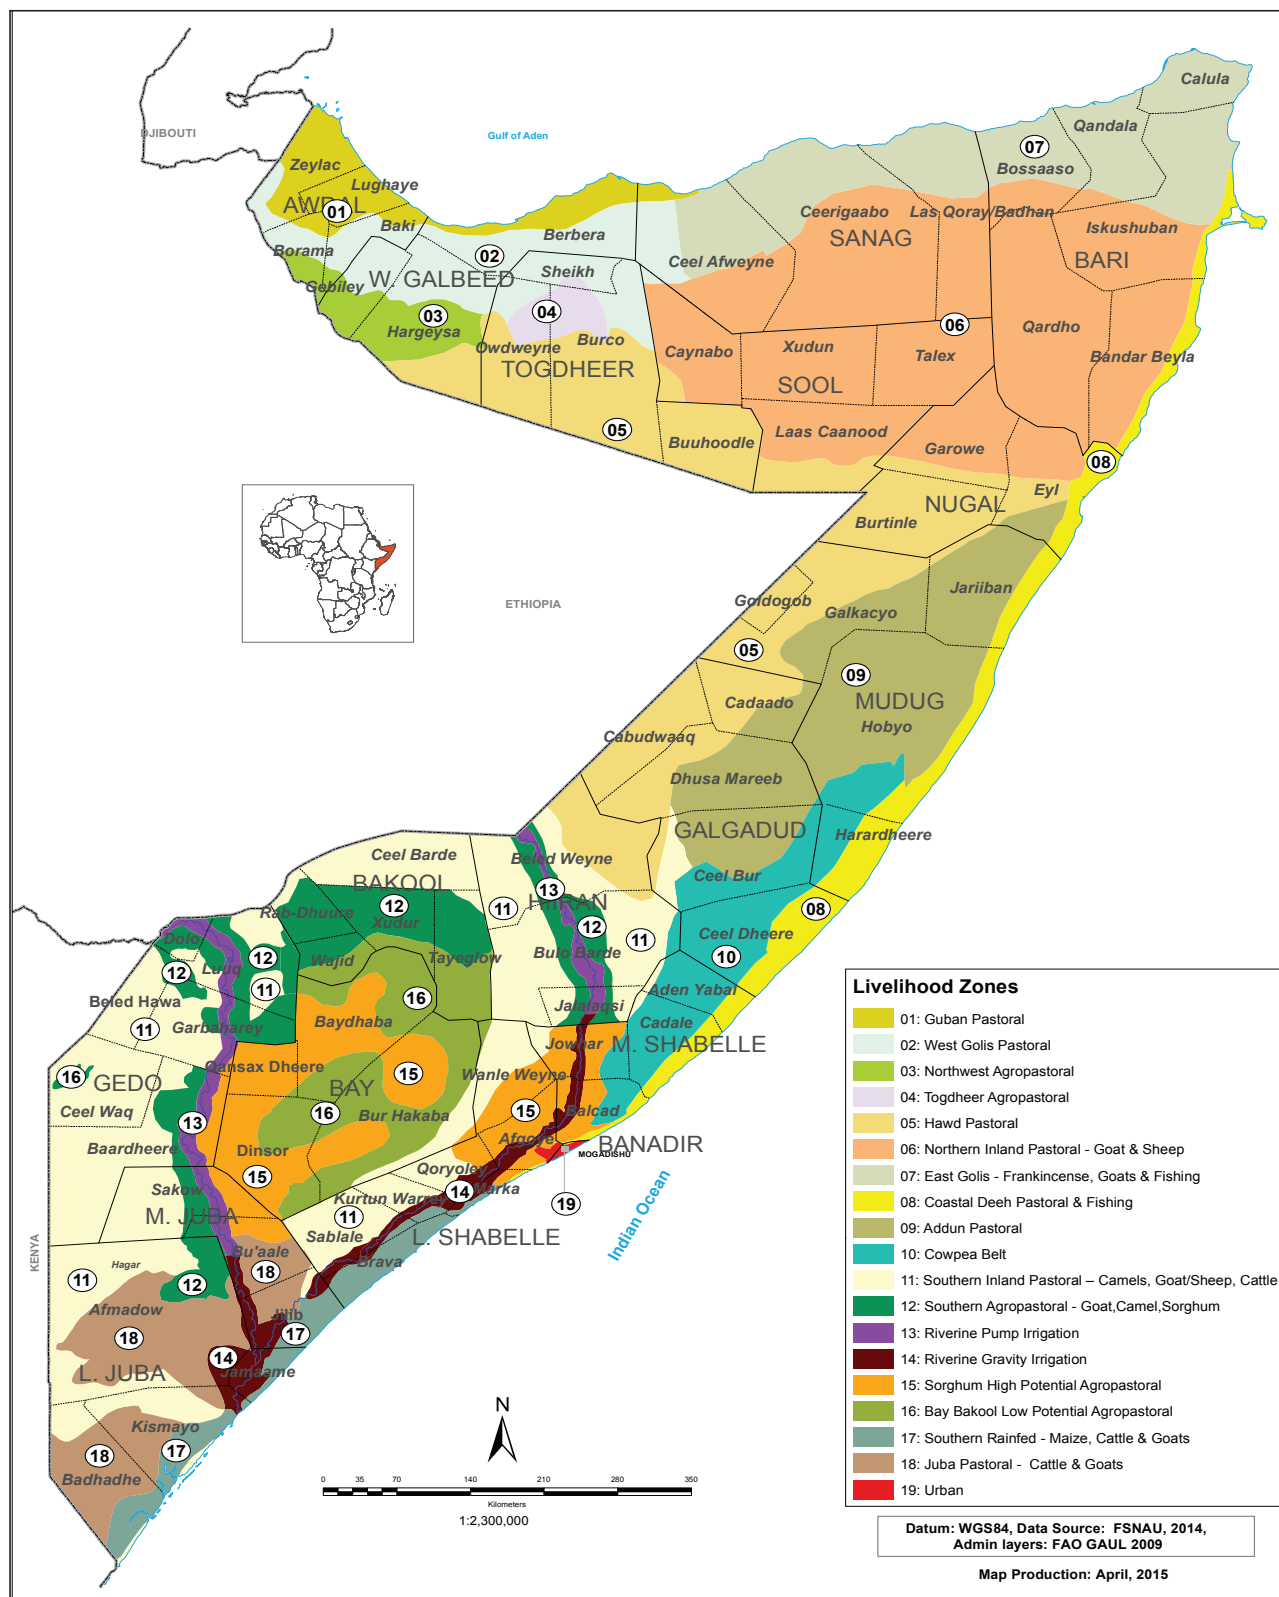 Calula
Qandala
DJIBOUTI
Gulf of Aden
07
Bossaaso
Zeylac
Lughaye
AWDAL
01
Ceerigaabo
Las Qoray/Badhan
Baki
Iskushuban
Berbera
SANAG
Borama
02
BARI
Ceel Afweyne
Sheikh
W. GALBEED
Gebiley
04
03
Hargeysa
06
Qardho
Burco
Owdweyne
Caynabo
Xudun
Talex
Bandar Beyla
TOGDHEER
SOOL
05
Laas Caanood
Buuhoodle
Garowe
08
Eyl
NUGAL
Burtinle
Jariiban
ETHIOPIA
Goldogob
Galkacyo
05
09
MUDUG
Cadaado
Hobyo
Cabudwaaq
Dhusa Mareeb
GALGADUD
Harardheere
Ceel Barde
Beled Weyne
BAKOOL
Ceel Bur
13
HIIRAN
12
11
Rab-Dhuure
Xudur
08
12
Ceel Dheere
Dolo
11
Bulo Barde
12
Wajid
Tayeglow
10
12
Luuq
11
Aden Yabal
16
Beled Hawa
Jalalaqsi
Baydhaba
Cadale
11
Garbaharey
Jowhar
M. SHABELLE
Qansax Dheere
16
GEDO
15
Wanle Weyne
BAY
Ceel Waq
16
Bur Hakaba
15
Balcad
13
Afgoye
BANADIR
Baardheere
Dinsor
MOGADISHU
15
Qoryoley
Sakow
14
Marka
Kurtun Warrey
19
M. JUBA
11
Sablale
L. SHABELLE
Indian Ocean
KENYA
Bu'aale
Brava
Hagar
18
11
12
Afmadow
Jilib
18
17
14
L. JUBA
Jamaame
Kismayo
17
18
Badhadhe
N
0 35 70 140 210 280 350
Kilometers
1:2,300,000
Livelihood Zones
01: Guban Pastoral
02: West Golis Pastoral
03: Northwest Agropastoral
04: Togdheer Agropastoral
05: Hawd Pastoral
06: Northern Inland Pastoral - Goat & Sheep
07: East Golis - Frankincense, Goats & Fishing
08: Coastal Deeh Pastoral & Fishing
09: Addun Pastoral
10: Cowpea Belt
11: Southern Inland Pastoral – Camels, Goat/Sheep, Cattle
12: Southern Agropastoral - Goat,Camel,Sorghum
13: Riverine Pump Irrigation
14: Riverine Gravity Irrigation
15: Sorghum High Potential Agropastoral
16: Bay Bakool Low Potential Agropastoral
17: Southern Rainfed - Maize, Cattle & Goats
18: Juba Pastoral - Cattle & Goats
19: Urban
Datum: WGS84, Data Source: FSNAU, 2014,
Admin layers: FAO GAUL 2009
Map Production: April, 2015